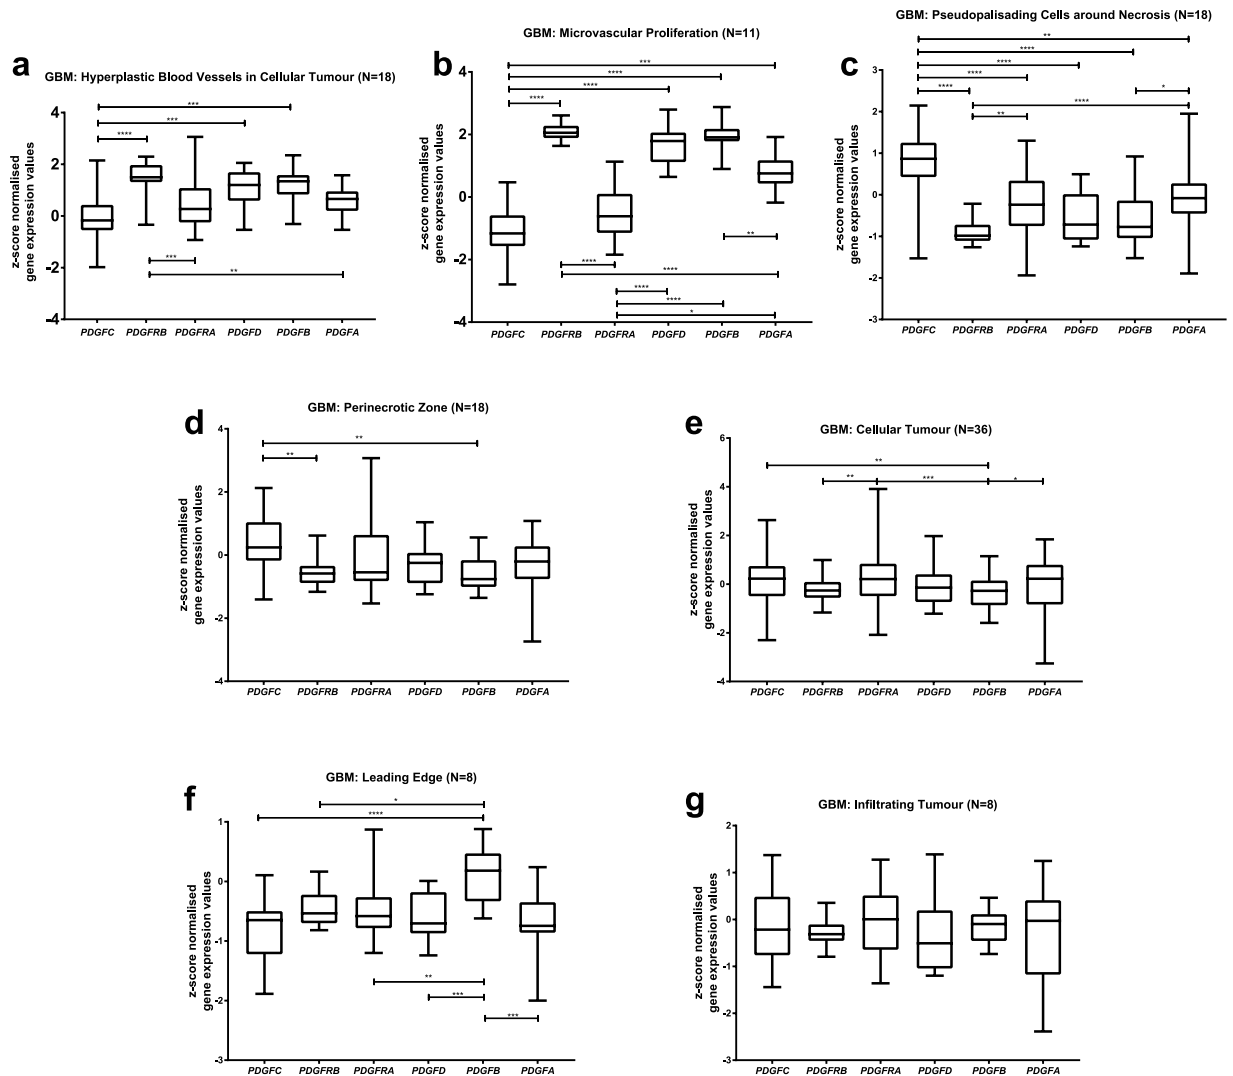 a
GBM: Hyperplastic Blood Vessels in Cellular Tumour (N=18)
z-score normalised
gene expression values
4
2
0
-2
-4
***
***
****
***
**
PDGFC PDGFRB PDGFRA PDGFD PDGFB PDGFA
b
GBM: Microvascular Proliferation (N=11)
z-score normalised
gene expression values
4
2
0
-2
-4
***
****
****
****
**
****
****
****
****
*
PDGFC PDGFRB PDGFRA PDGFD PDGFB PDGFA
c
GBM: Pseudopalisading Cells around Necrosis (N=18)
z-score normalised
gene expression values
3
2
1
-0
-1
-2
-3
**
****
****
****
**** *
****
**
PDGFC PDGFRB PDGFRA PDGFD PDGFB PDGFA
d
GBM: Perinecrotic Zone (N=18)
z-score normalised
gene expression values
4
2
-0
-2
-4
**
**
PDGFC PDGFRB PDGFRA PDGFD PDGFB PDGFA
e
GBM: Cellular Tumour (N=36)
z-score normalised
gene expression values
6
4
2
-0
-2
-4
**
** *** *
PDGFC PDGFRB PDGFRA PDGFD PDGFB PDGFA
f
GBM: Leading Edge (N=8)
z-score normalised
gene expression values
1
-0
-1
-2
-3
*
****
**
***
***
PDGFC PDGFRB PDGFRA PDGFD PDGFB PDGFA
g
GBM: Infiltrating Tumour (N=8)
z-score normalised
gene expression values
2
1
-0
-1
-2
-3
PDGFC PDGFRB PDGFRA PDGFD PDGFB PDGFA